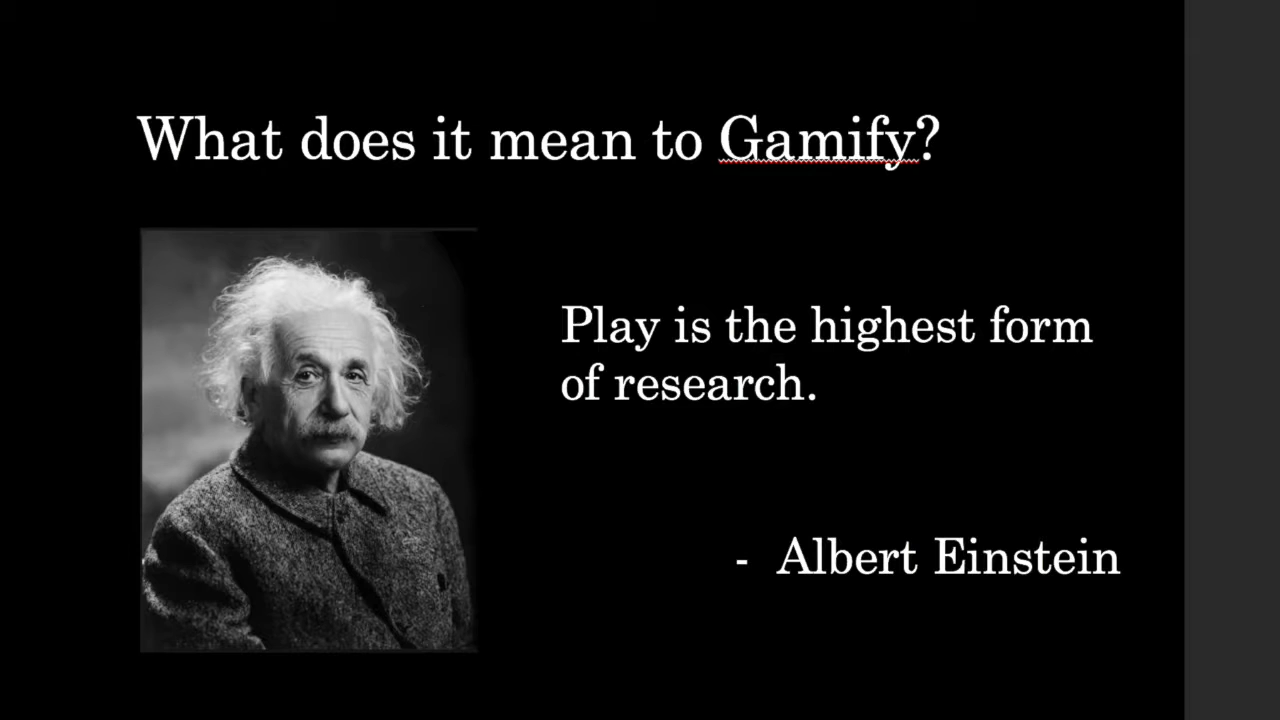 What does it mean to Gamify?
Play is the highest form
of research.
- Albert Einstein